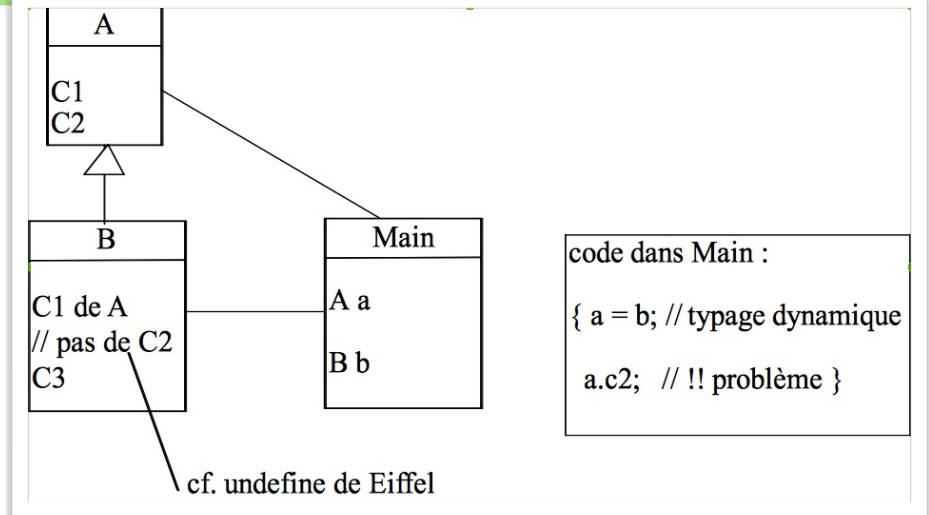 A
C1
C2
B
C1 de A
// pas de C2
C3
Main
A a
B b
code dans Main :
{ a = b; // typage dynamique
a.c2; // !! problème }
cf. undefine de Eiffel